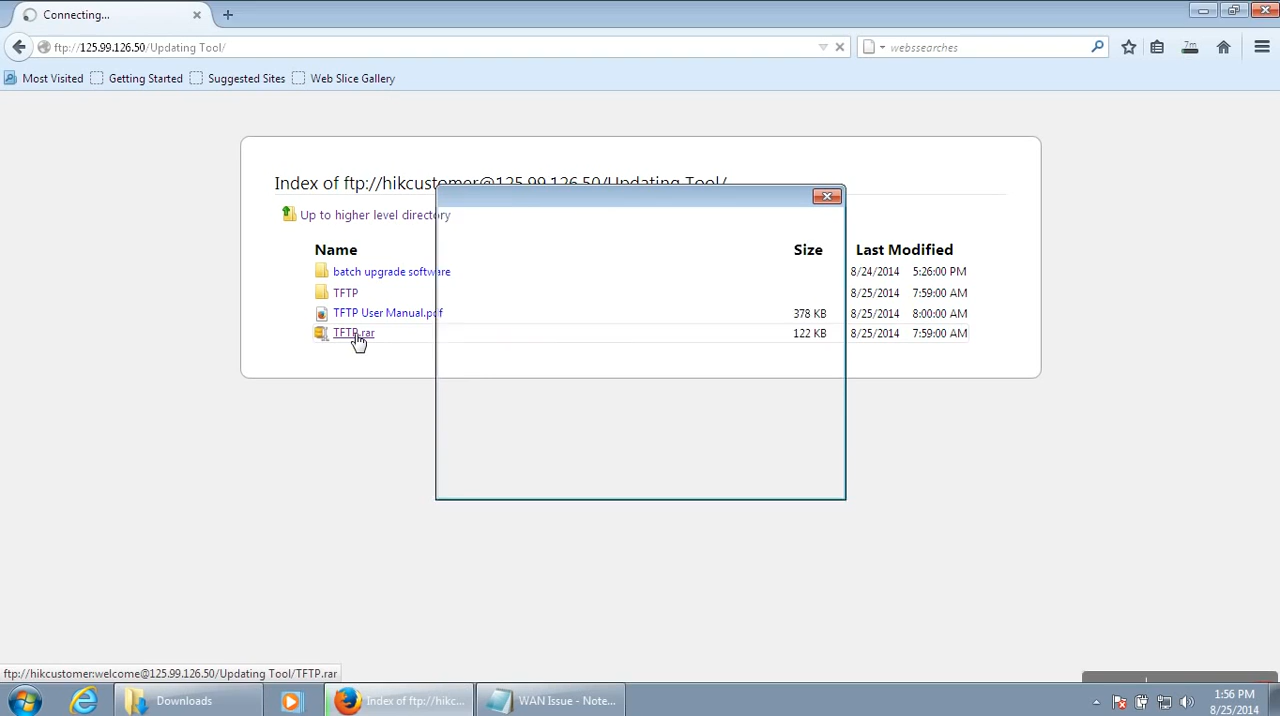 Connecting...
ftp://125.99.126.50/Updating Tool/
webssearches
7m
Most Visited Getting Started Suggested Sites Web Slice Gallery
Index of ftp://hikcustomer@125.99.126.50/Updating Tool/
Up to higher level directory
Name Size Last Modified
batch upgrade software 8/24/2014 5:26:00 PM
TFTP 8/25/2014 7:59:00 AM
TFTP User Manual.pdf 378 KB 8/25/2014 8:00:00 AM
TFTP.rar 122 KB 8/25/2014 7:59:00 AM
ftp://hikcustomer:welcome@125.99.126.50/Updating Tool/TFTP.rar
Downloads Index of ftp://hikc... WAN Issue - Note...
1:56 PM
8/25/2014